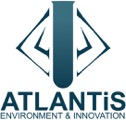 ATLANTiS
ENVIRONMENT & INNOVATION